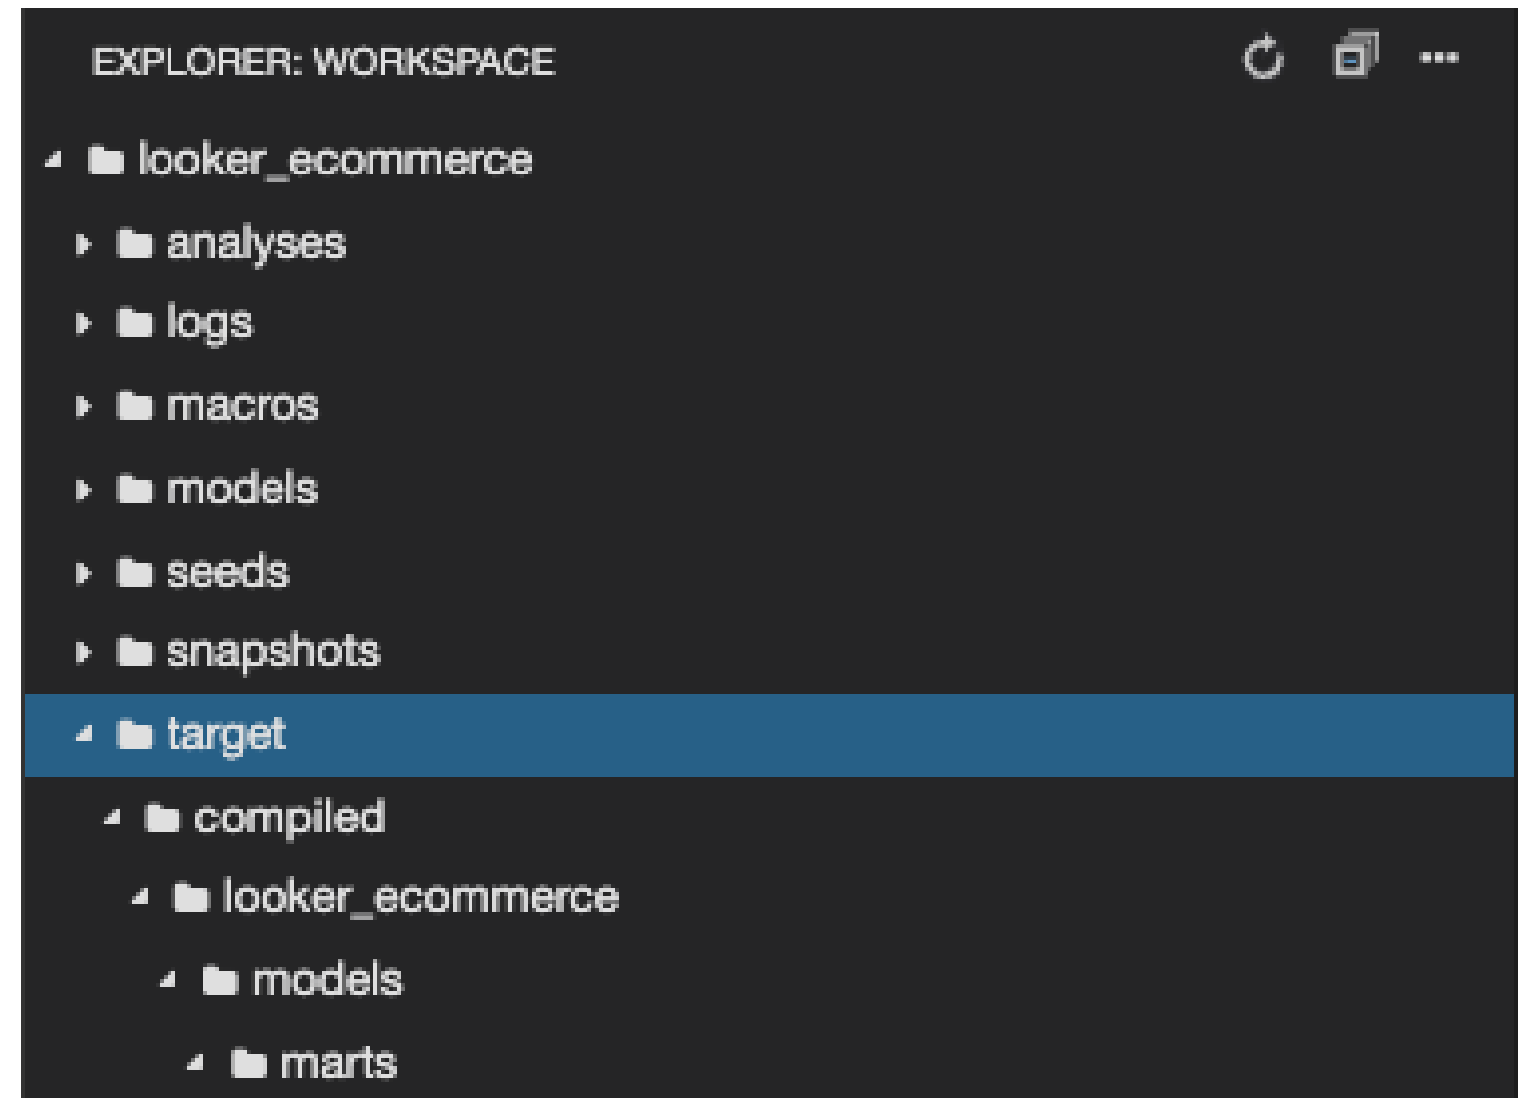 EXPLORER: WORKSPACE
looker_ecommerce
analyses
logs
macros
models
seeds
snapshots
target
compiled
looker_ecommerce
models
marts